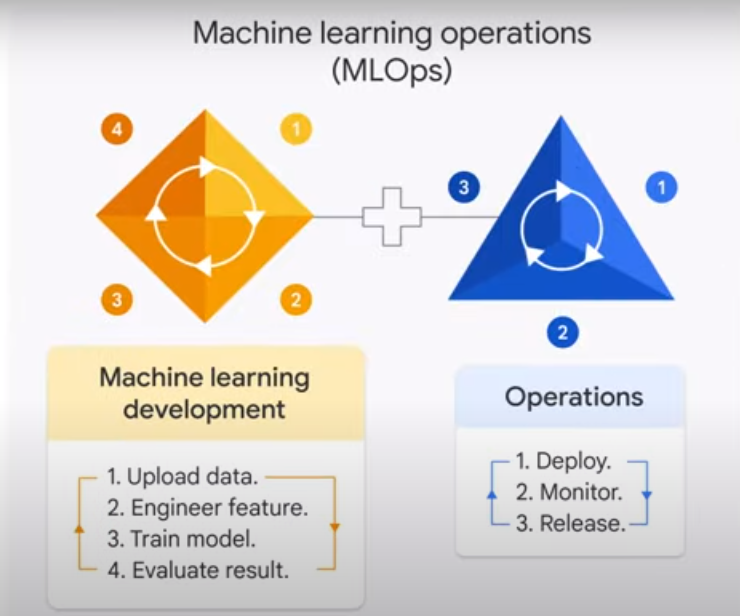 Machine learning operations
(MLOps)
4
1
3
2
3
1
2
Machine learning
development
1. Upload data.
2. Engineer feature.
3. Train model.
4. Evaluate result.
Operations
1. Deploy.
2. Monitor.
3. Release.